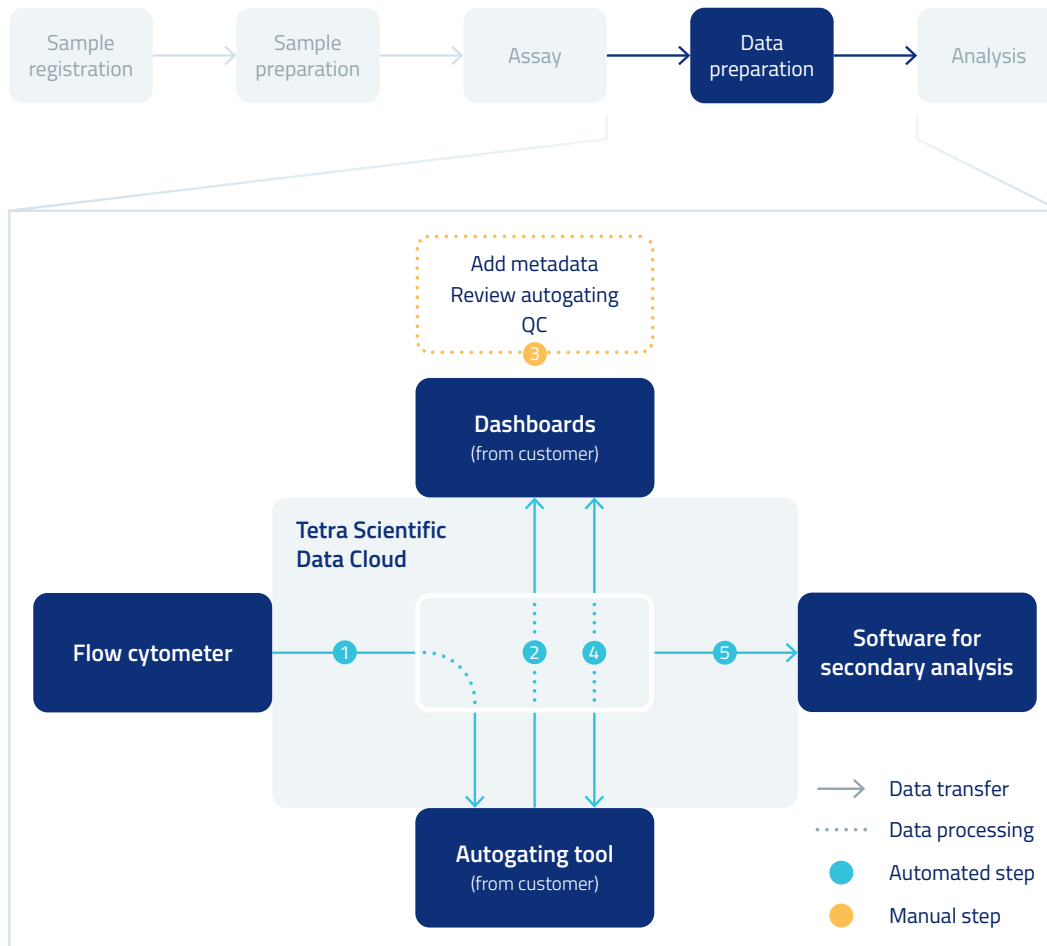 Sample
registration
Sample
preparation
Assay
Data
preparation
Analysis
Add metadata
Review autogating
QC
3
Dashboards
(from customer)
Tetra Scientific
Data Cloud
Flow cytometer
1
2
4
5
Software for
secondary analysis
Autogating tool
(from customer)
Data transfer
Data processing
Automated step
Manual step